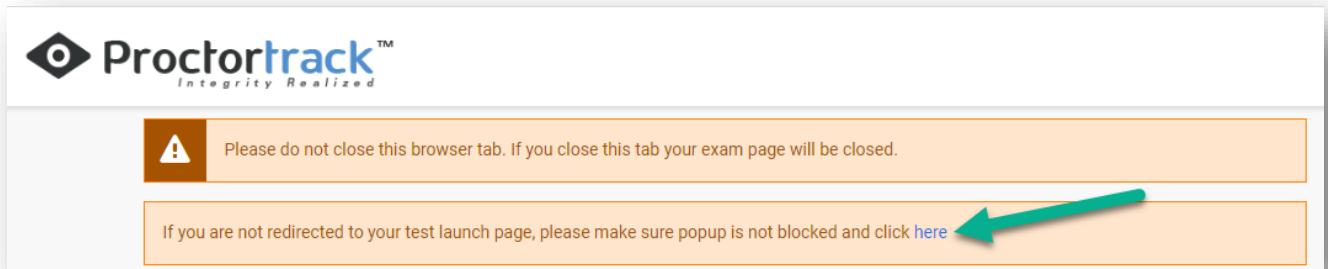 Proctortrack™
Integrity Realized
Please do not close this browser tab. If you close this tab your exam page will be closed.
If you are not redirected to your test launch page, please make sure popup is not blocked and click here